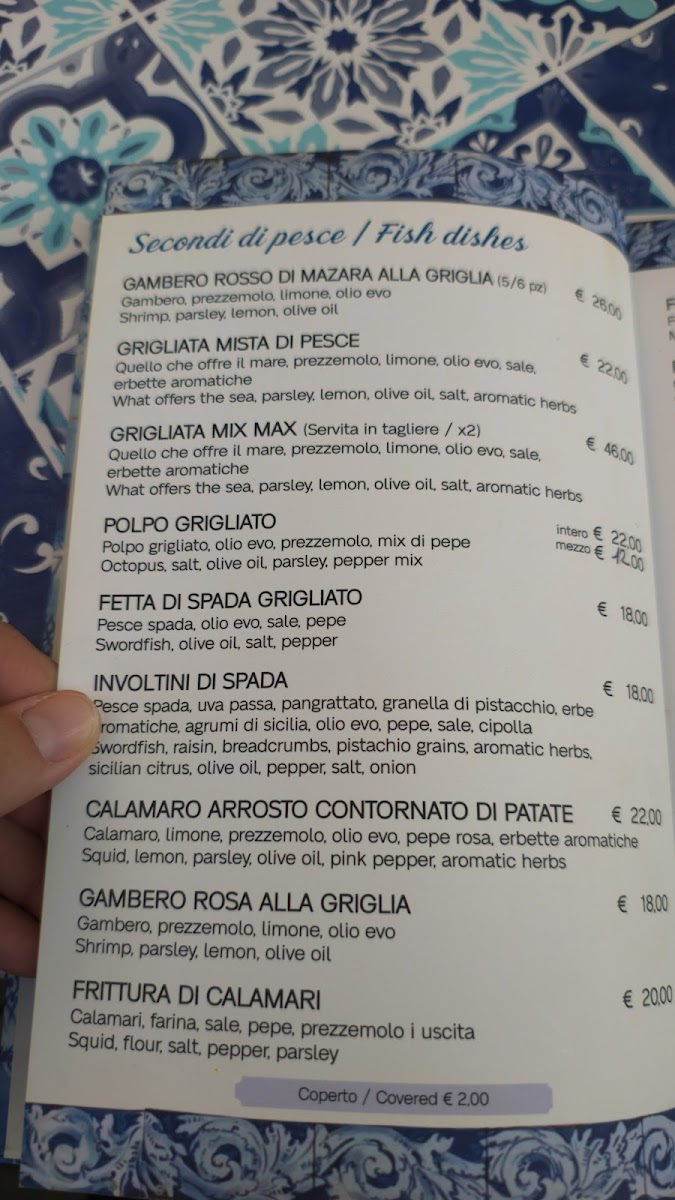 Secondi di pesce / Fish dishes
GAMBERO ROSSO DI MAZARA ALLA GRIGLIA (5/6 pz) € 26,00
Gambero, prezzemolo, limone, olio evo
Shrimp, parsley, lemon, olive oil
GRIGLIATA MISTA DI PESCE € 22,00
Quello che offre il mare, prezzemolo, limone, olio evo, sale,
erbette aromatiche
What offers the sea, parsley, lemon, olive oil, salt, aromatic herbs
GRIGLIATA MIX MAX (Servita in tagliere / x2) € 46,00
Quello che offre il mare, prezzemolo, limone, olio evo, sale,
erbette aromatiche
What offers the sea, parsley, lemon, olive oil, salt, aromatic herbs
POLPO GRIGLIATO intero € 22,00
Polpo grigliato, olio evo, prezzemolo, mix di pepe mezzo € 12,00
Octopus, salt, olive oil, parsley, pepper mix
FETTA DI SPADA GRIGLIATO € 18,00
Pesce spada, olio evo, sale, pepe
Swordfish, olive oil, salt, pepper
INVOLTINI DI SPADA € 18,00
Pesce spada, uva passa, pangrattato, granella di pistacchio, erbe
aromatiche, agrumi di sicilia, olio evo, pepe, sale, cipolla
Swordfish, raisin, breadcrumbs, pistachio grains, aromatic herbs,
sicilian citrus, olive oil, pepper, salt, onion
CALAMARO ARROSTO CONTORNATO DI PATATE € 22,00
Calamaro, limone, prezzemolo, olio evo, pepe rosa, erbette aromatiche
Squid, lemon, parsley, olive oil, pink pepper, aromatic herbs
GAMBERO ROSA ALLA GRIGLIA € 18,00
Gambero, prezzemolo, limone, olio evo
Shrimp, parsley, lemon, olive oil
FRITTURA DI CALAMARI € 20,00
Calamari, farina, sale, pepe, prezzemolo i uscita
Squid, flour, salt, pepper, parsley
Coperto / Covered € 2,00